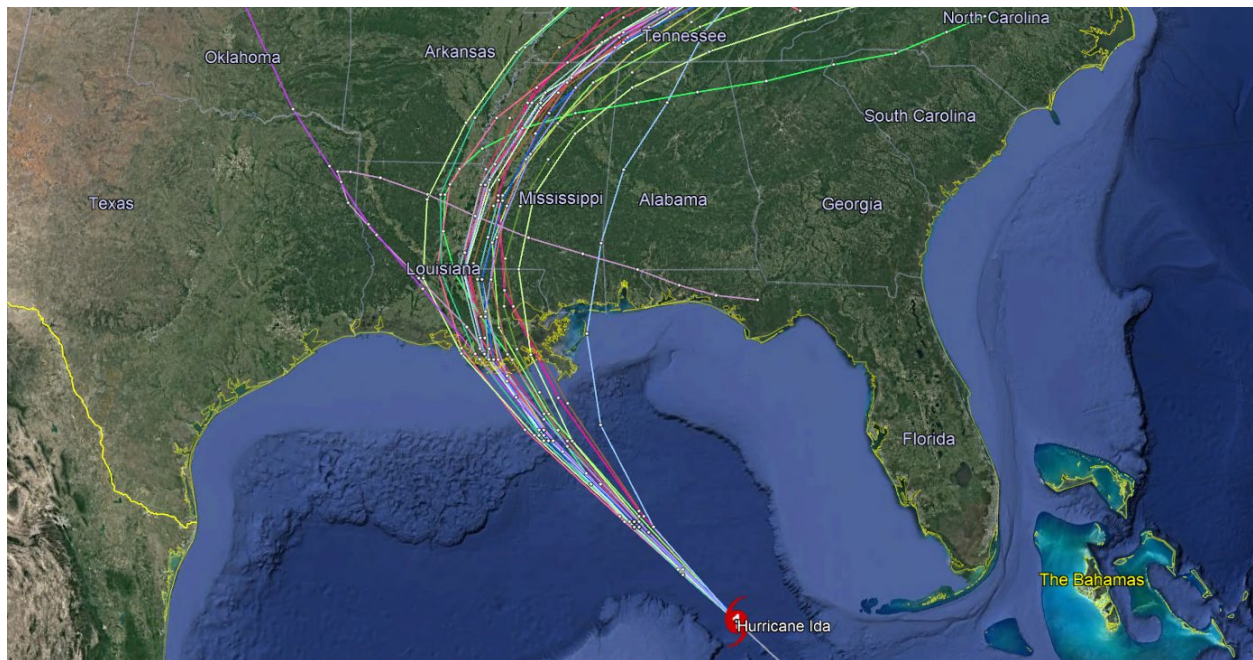 North Carolina
Tennessee
Arkansas
Oklahoma
South Carolina
Mississippi
Alabama
Georgia
Texas
Louisiana
Florida
The Bahamas
Hurricane Ida